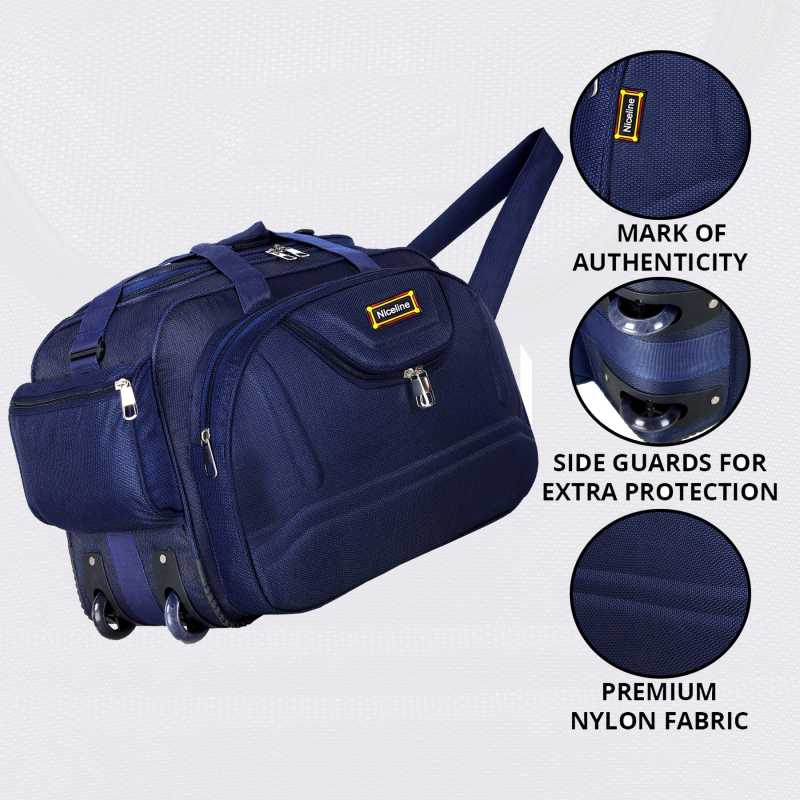 Niceline
MARK OF
AUTHENTICITY
Niceline
SIDE GUARDS FOR
EXTRA PROTECTION
PREMIUM
NYLON FABRIC